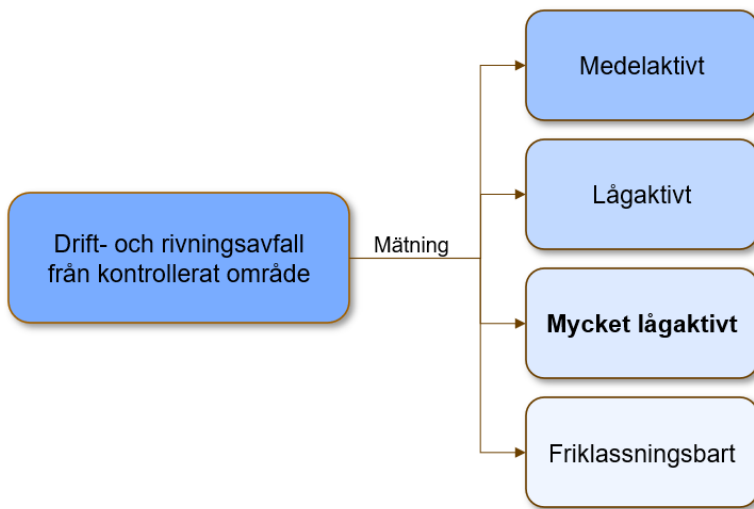 Drift- och rivningsavfall
från kontrollerat område
Mätning
Medelaktivt
Lågaktivt
Mycket lågaktivt
Friklassningsbart